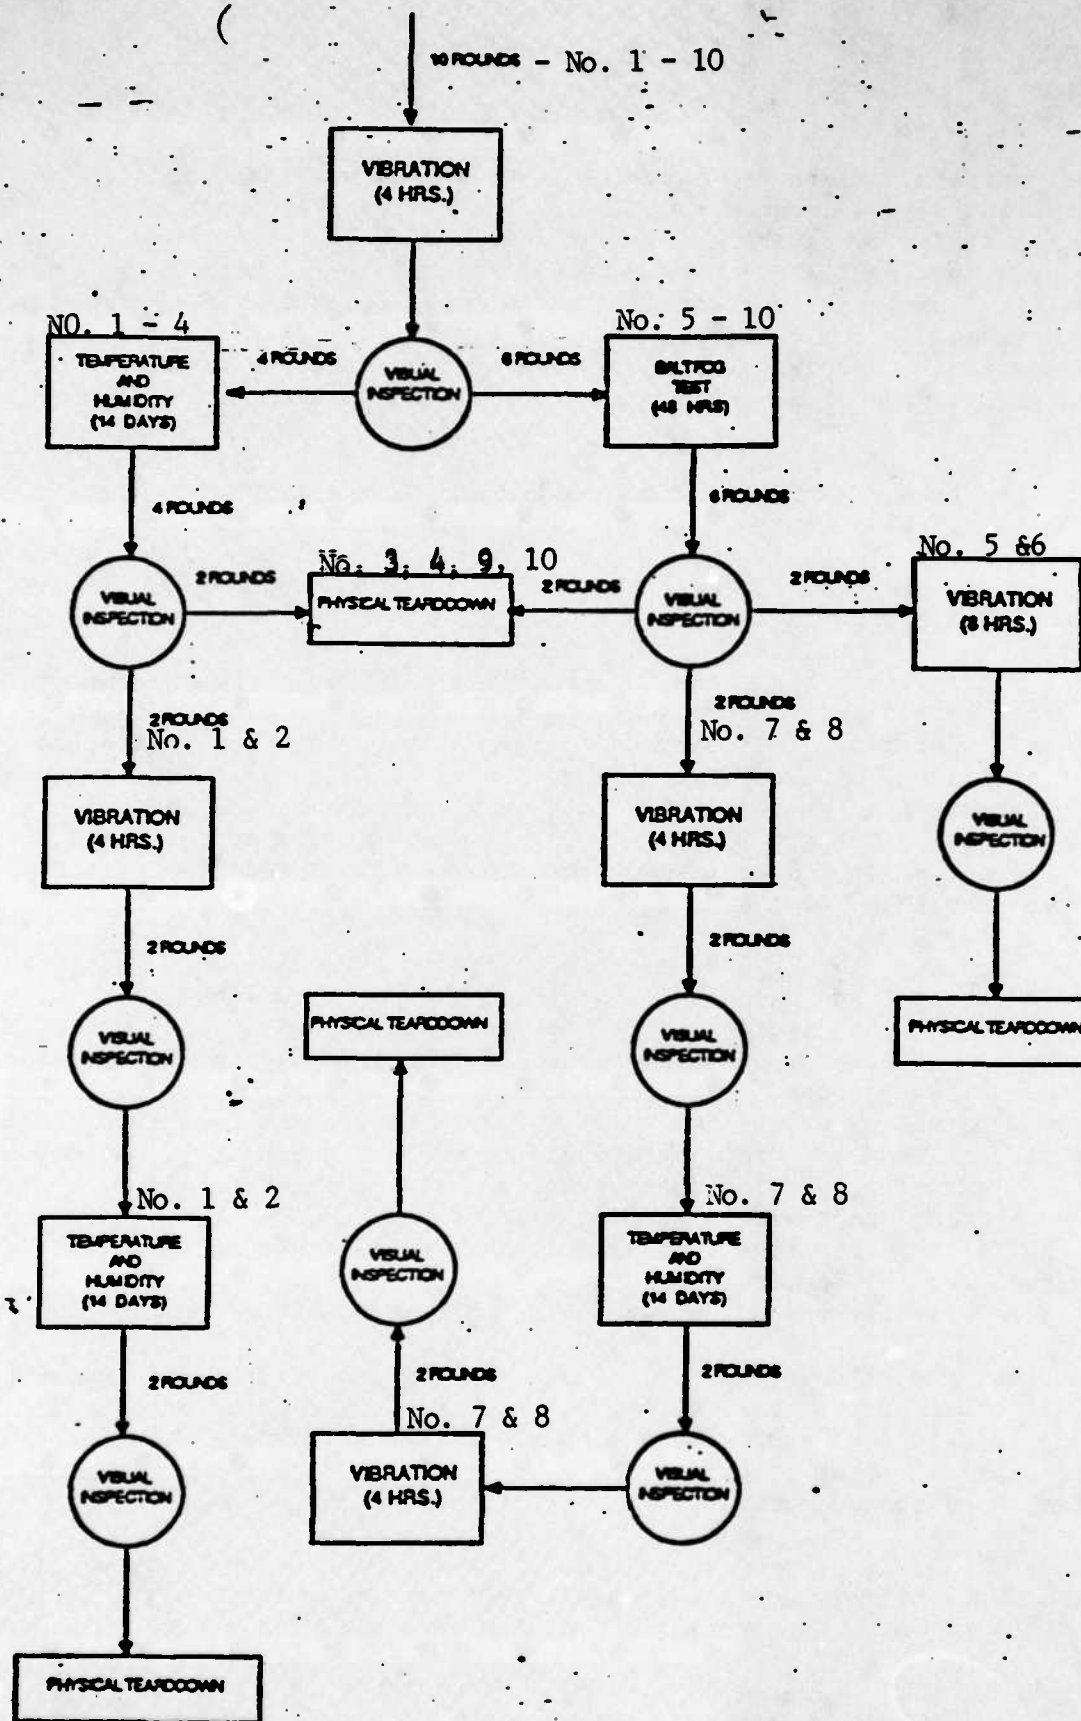 10 ROUNDS - No. 1 - 10
VIBRATION
(4 HRS.)
NO. 1 - 4
No. 5 - 10
TEMPERATURE
AND
HUMIDITY
(14 DAYS)
4 ROUNDS
VISUAL
INSPECTION
6 ROUNDS
SALT FOG
TEST
(48 HRS)
4 ROUNDS
6 ROUNDS
VISUAL
INSPECTION
2 ROUNDS
No. 3, 4, 9, 10
PHYSICAL TEARDDOWN
2 ROUNDS
VISUAL
INSPECTION
2 ROUNDS
No. 5 &6
VIBRATION
(8 HRS.)
2 ROUNDS
No. 1 & 2
2 ROUNDS
No. 7 & 8
VIBRATION
(4 HRS.)
VIBRATION
(4 HRS.)
VISUAL
INSPECTION
2 ROUNDS
2 ROUNDS
VISUAL
INSPECTION
PHYSICAL TEARDDOWN
VISUAL
INSPECTION
PHYSICAL TEARDDOWN
No. 1 & 2
No. 7 & 8
TEMPERATURE
AND
HUMIDITY
(14 DAYS)
VISUAL
INSPECTION
TEMPERATURE
AND
HUMIDITY
(14 DAYS)
2 ROUNDS
2 ROUNDS
2 ROUNDS
No. 7 & 8
VISUAL
INSPECTION
VIBRATION
(4 HRS.)
VISUAL
INSPECTION
PHYSICAL TEARDDOWN